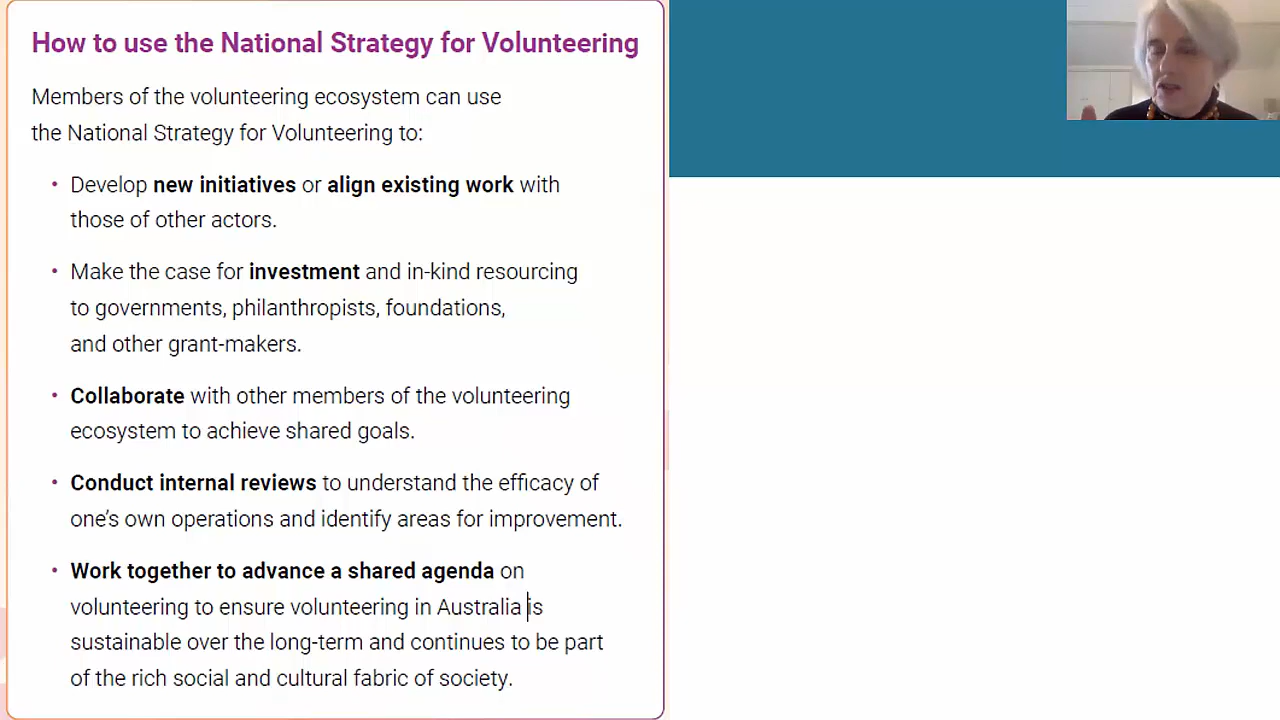 How to use the National Strategy for Volunteering
Members of the volunteering ecosystem can use
the National Strategy for Volunteering to:
• Develop new initiatives or align existing work with
those of other actors.
• Make the case for investment and in-kind resourcing
to governments, philanthropists, foundations,
and other grant-makers.
• Collaborate with other members of the volunteering
ecosystem to achieve shared goals.
• Conduct internal reviews to understand the efficacy of
one’s own operations and identify areas for improvement.
• Work together to advance a shared agenda on
volunteering to ensure volunteering in Australia is
sustainable over the long-term and continues to be part
of the rich social and cultural fabric of society.